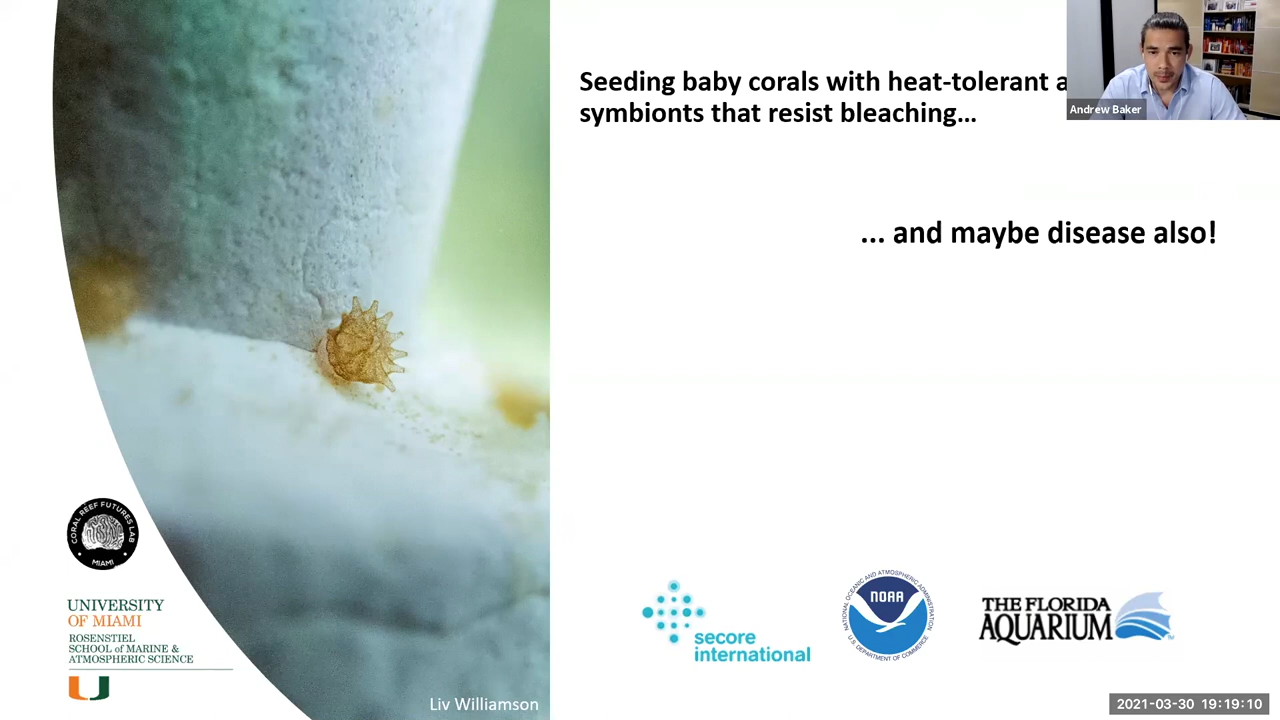 Seeding baby corals with heat-tolerant
symbionts that resist bleaching…
... and maybe disease also!
Andrew Baker
CORAL REEF FUTURES LAB
MIAMI
UNIVERSITY
OF MIAMI
ROSENSTIEL
SCHOOL of MARINE &
ATMOSPHERIC SCIENCE
Liv Williamson
secore
international
NATIONAL OCEANIC AND ATMOSPHERIC ADMINISTRATION
NOAA
U.S. DEPARTMENT OF COMMERCE
THE FLORIDA
AQUARIUM
2021-03-30 19:19:10